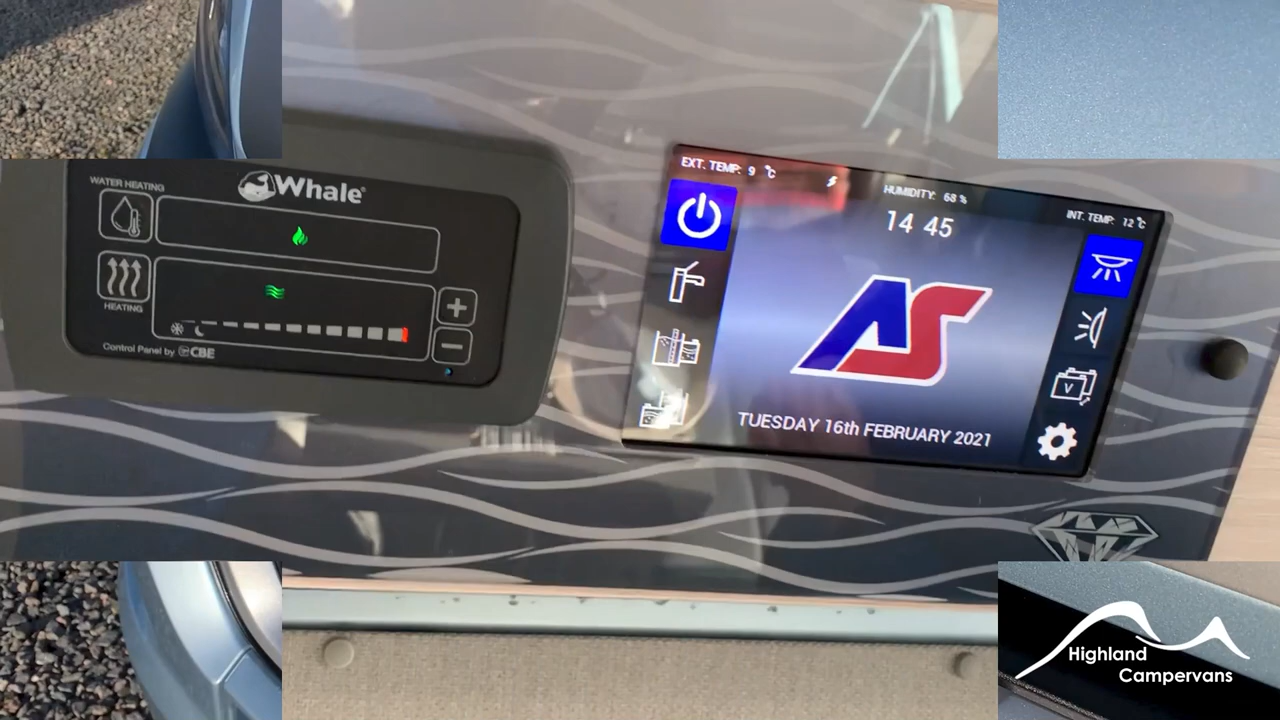 WATER HEATING
Whale®
HEATING
Control Panel by CBE
EXT. TEMP: 9 °C
HUMIDITY: 68 %
INT. TEMP: 12 °C
14 45
AS
V
TUESDAY 16th FEBRUARY 2021
Highland
Campervans